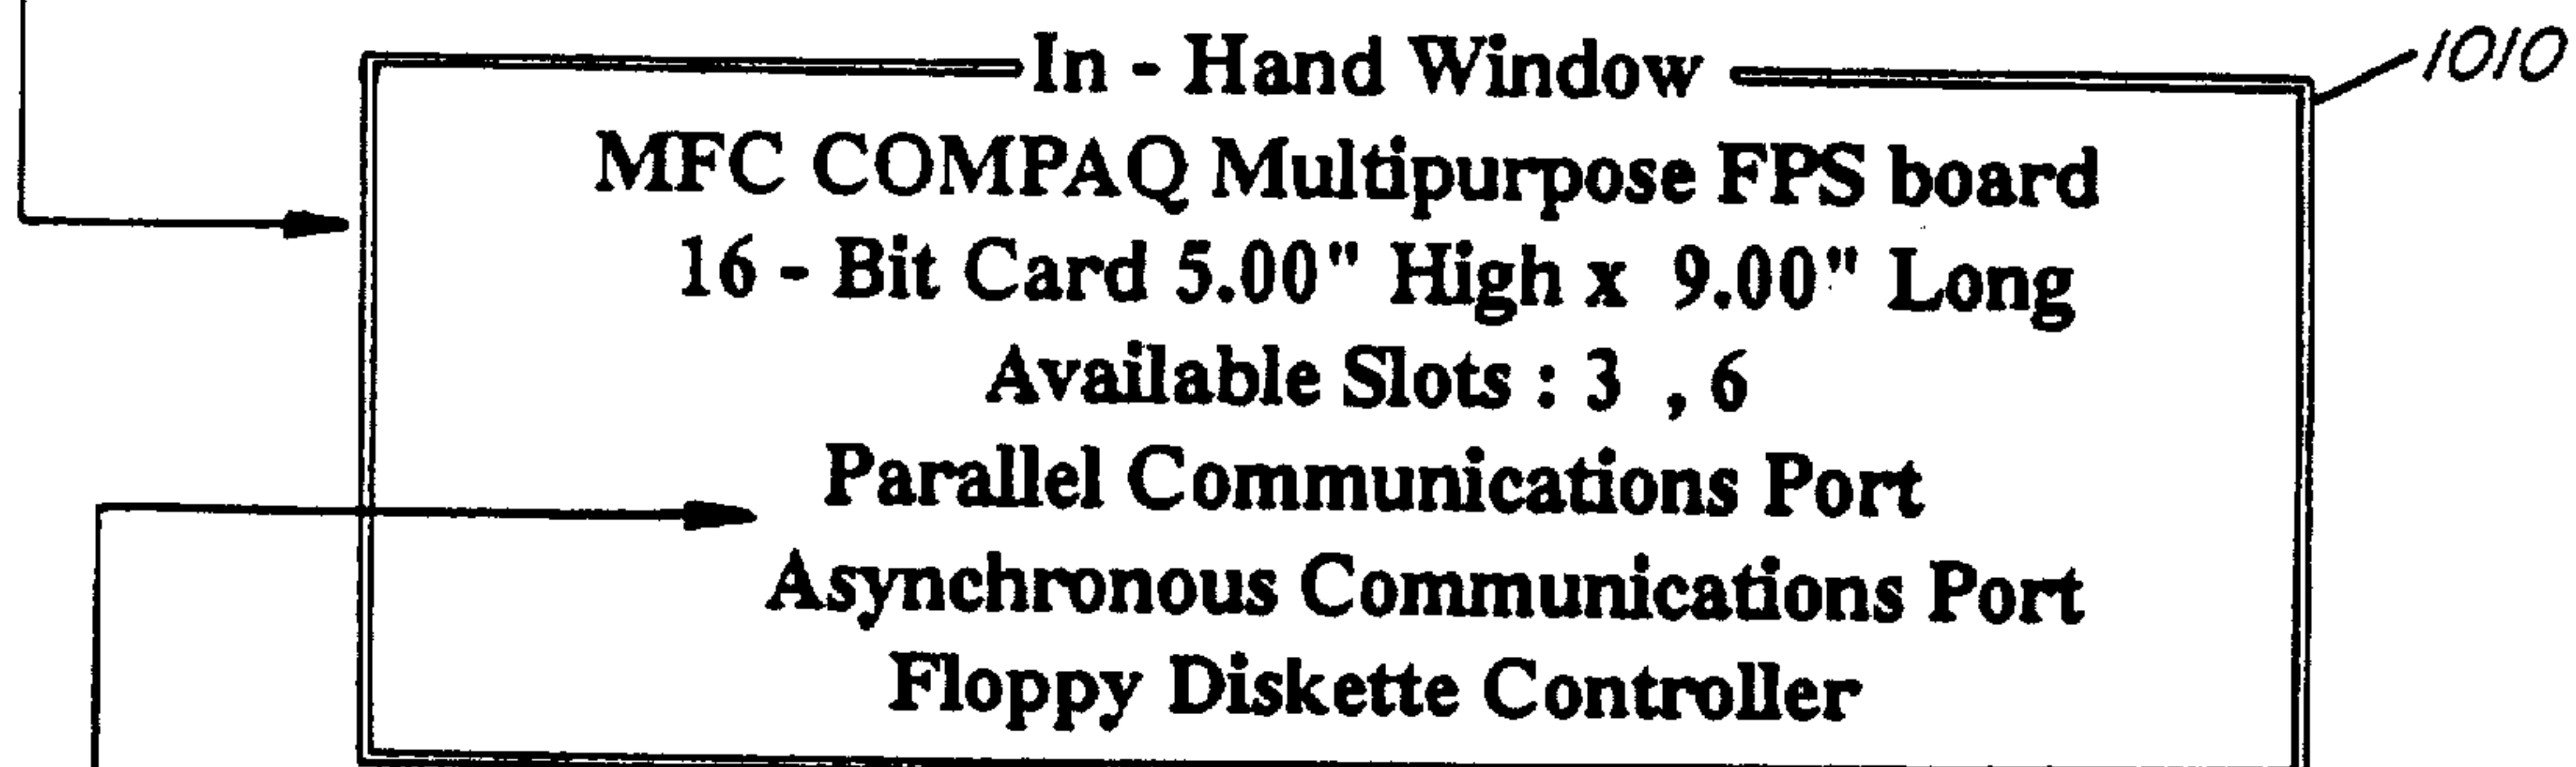 In - Hand Window
1010
MFC COMPAQ Multipurpose FPS board
16 - Bit Card 5.00" High x 9.00" Long
Available Slots : 3 , 6
Parallel Communications Port
Asynchronous Communications Port
Floppy Diskette Controller